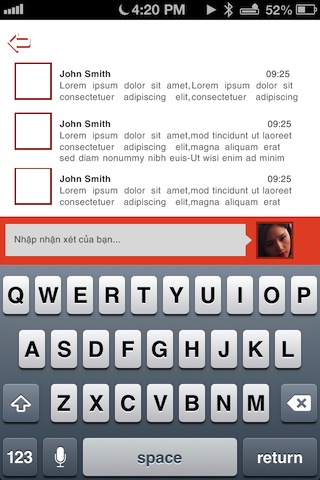 4:20 PM 52%
John Smith 09:25
Lorem ipsum dolor sit amet,Lorem ipsum dolor sit
consectetuer adipiscing elit,consectetuer adipiscing
John Smith 09:25
Lorem ipsum dolor sit amet,mod tincidunt ut laoreet
consectetuer adipiscing elit,magna aliquam erat
sed diam nonummy nibh euis-Ut wisi enim ad minim
John Smith 09:25
Lorem ipsum dolor sit amet,mod tincidunt ut laoreet
consectetuer adipiscing elit,magna aliquam erat
Nhập nhận xét của bạn...
Q W E R T Y U I O P
A S D F G H J K L
Z X C V B N M
123 space return